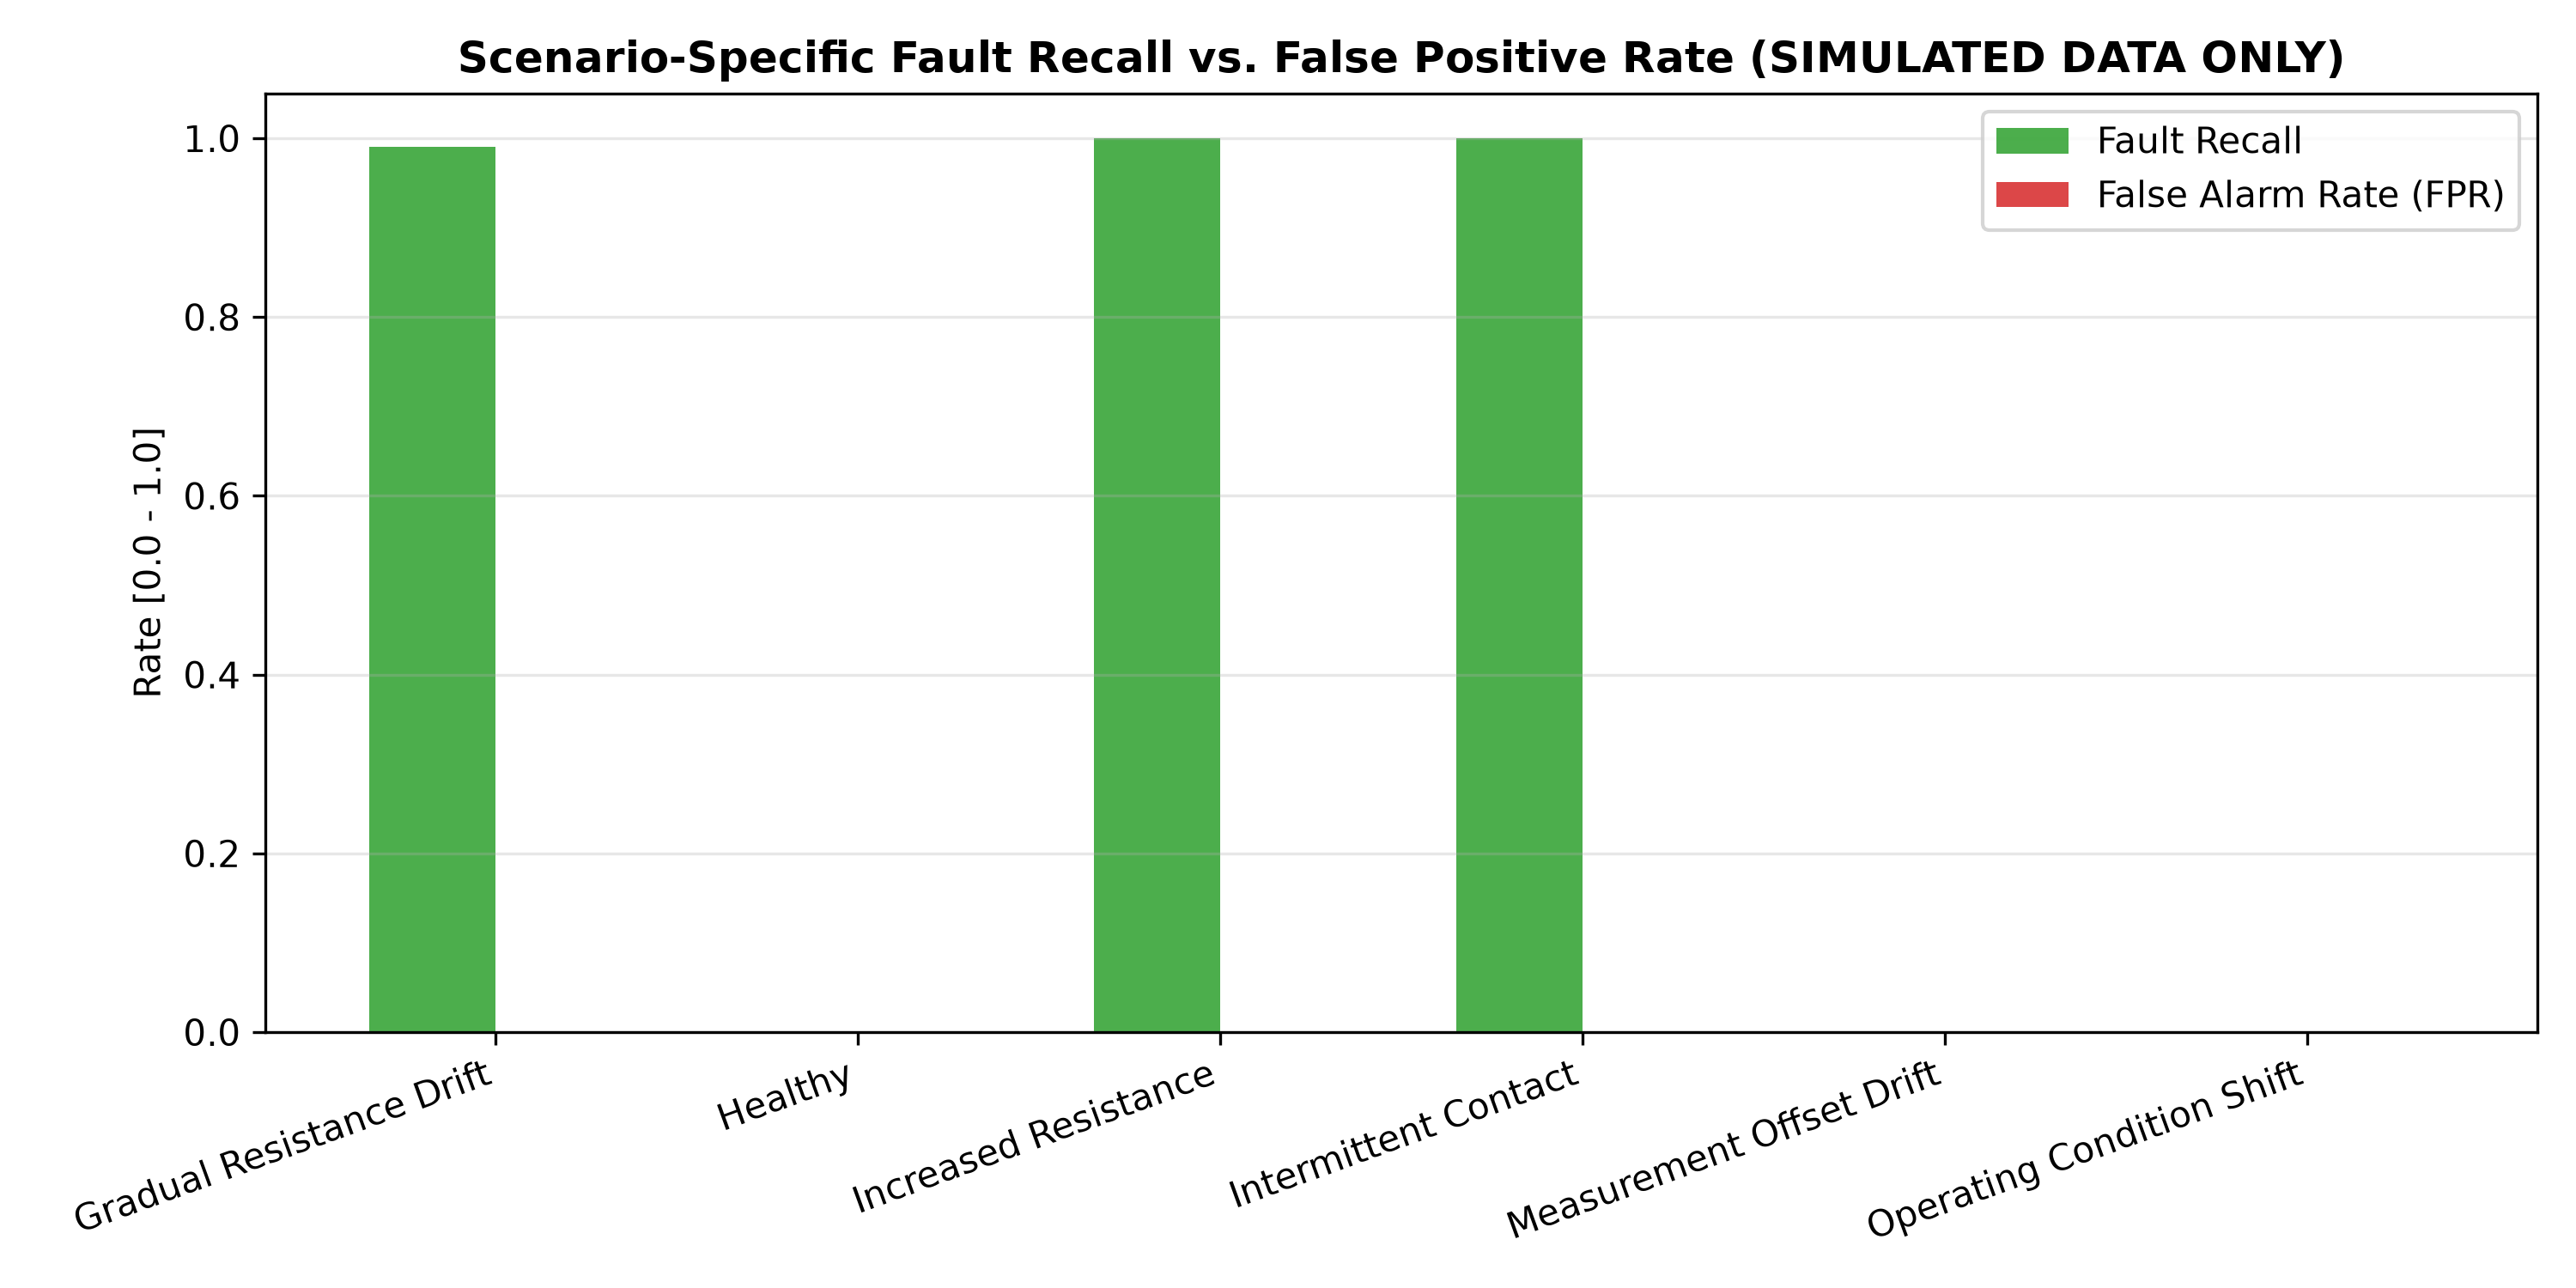 Scenario-Specific Fault Recall vs. False Positive Rate (SIMULATED DATA ONLY)
Fault Recall
False Alarm Rate (FPR)
Rate [0.0 - 1.0]
1.0
0.8
0.6
0.4
0.2
0.0
Gradual Resistance Drift
Healthy
Increased Resistance
Intermittent Contact
Measurement Offset Drift
Operating Condition Shift